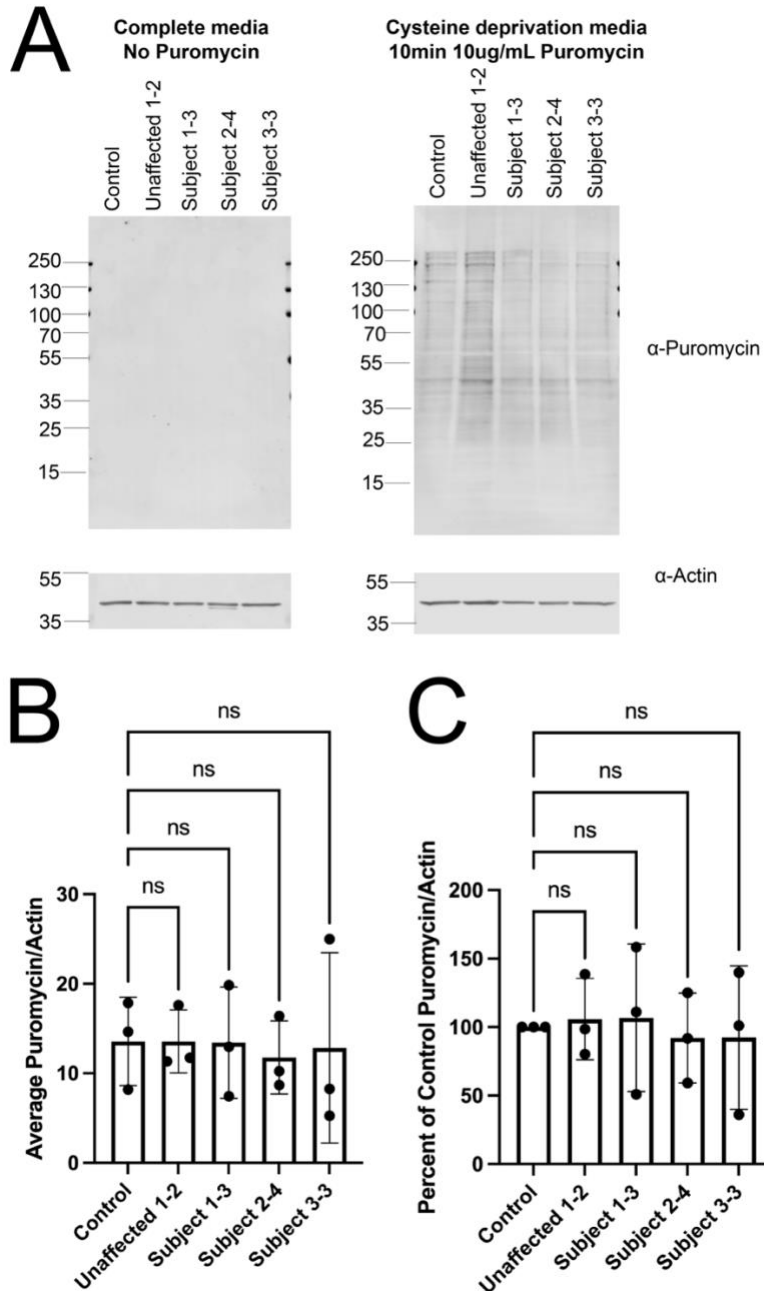 A
Complete media
No Puromycin
Cysteine deprivation media
10min 10ug/mL Puromycin
Control
Unaffected 1-2
Subject 1-3
Subject 2-4
Subject 3-3
Control
Unaffected 1-2
Subject 1-3
Subject 2-4
Subject 3-3
250
130
100
70
55
35
25
15
250
130
100
70
55
35
25
15
α-Puromycin
55
35
55
35
α-Actin
B
ns
ns
ns
ns
Average Puromycin/Actin
30
20
10
0
Control
Unaffected 1-2
Subject 1-3
Subject 2-4
Subject 3-3
C
ns
ns
ns
ns
Percent of Control Puromycin/Actin
200
150
100
50
0
Control
Unaffected 1-2
Subject 1-3
Subject 2-4
Subject 3-3